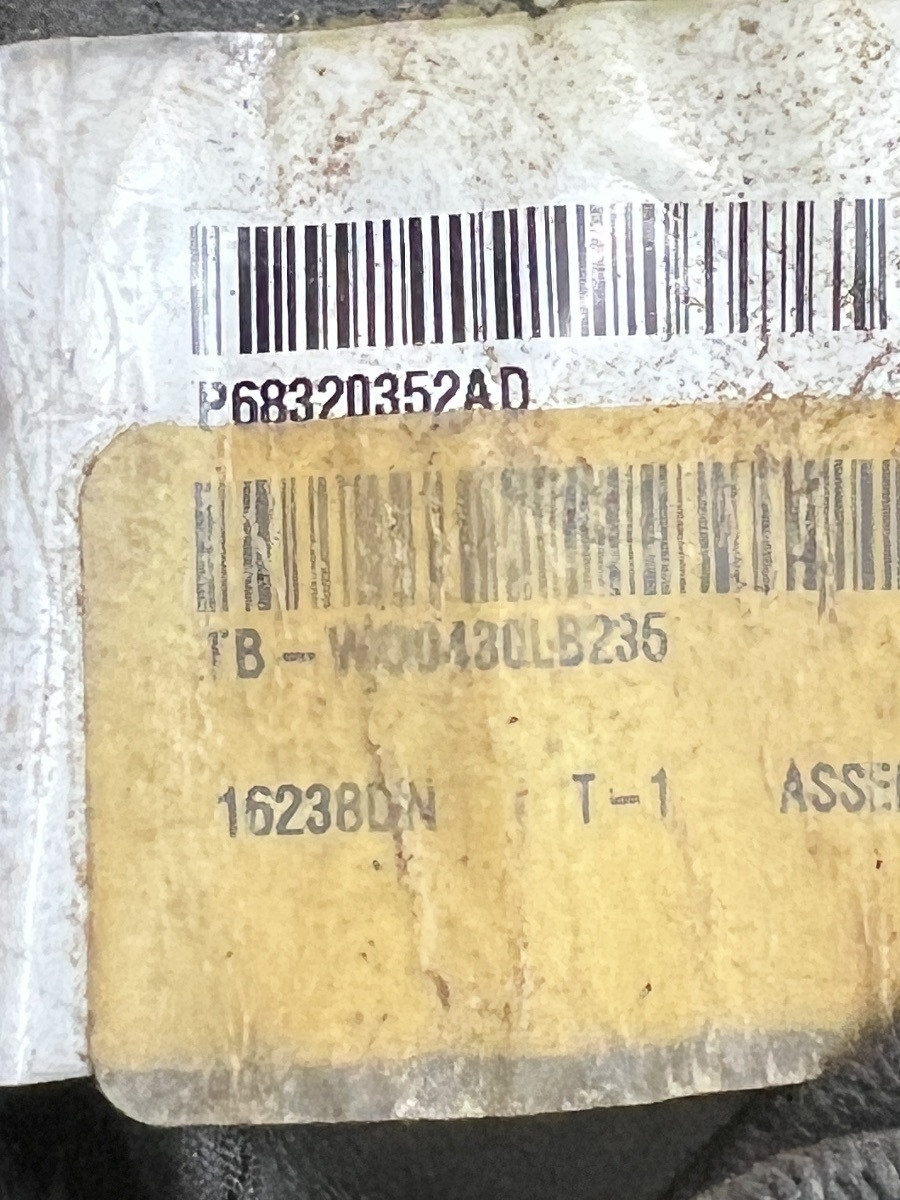 P68320352AD
TB-W00430LB235
16238DN T-1 ASSE